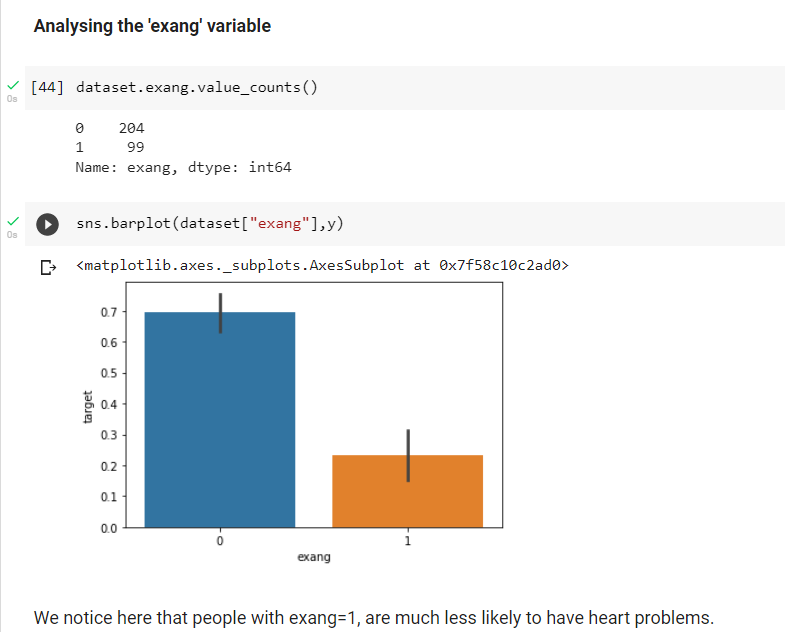 Analysing the 'exang' variable
[44] dataset.exang.value_counts()
0s
0 204
1 99
Name: exang, dtype: int64
sns.barplot(dataset["exang"],y)
0s
<matplotlib.axes._subplots.AxesSubplot at 0x7f58c10c2ad0>
0.7
0.6
0.5
0.4
0.3
0.2
0.1
0.0
target
0 1
exang
We notice here that people with exang=1, are much less likely to have heart problems.